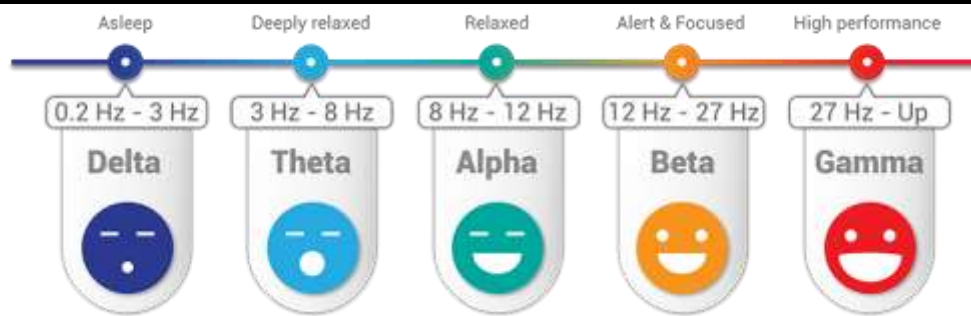 Asleep
Deeply relaxed
Relaxed
Alert & Focused
High performance
0.2 Hz - 3 Hz
3 Hz - 8 Hz
8 Hz - 12 Hz
12 Hz - 27 Hz
27 Hz - Up
Delta
Theta
Alpha
Beta
Gamma